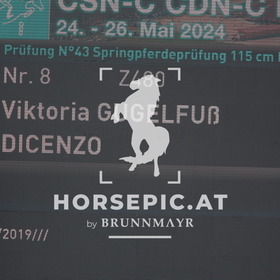 CSN-C CDN-C
24. - 26. Mai 2024
Prüfung N°43 Springpferdeprüfung 115 cm
Nr. 8
Viktoria GUGELFUß
DICENZO
HORSEPIC.AT
by BRUNNMAYR
/2019///